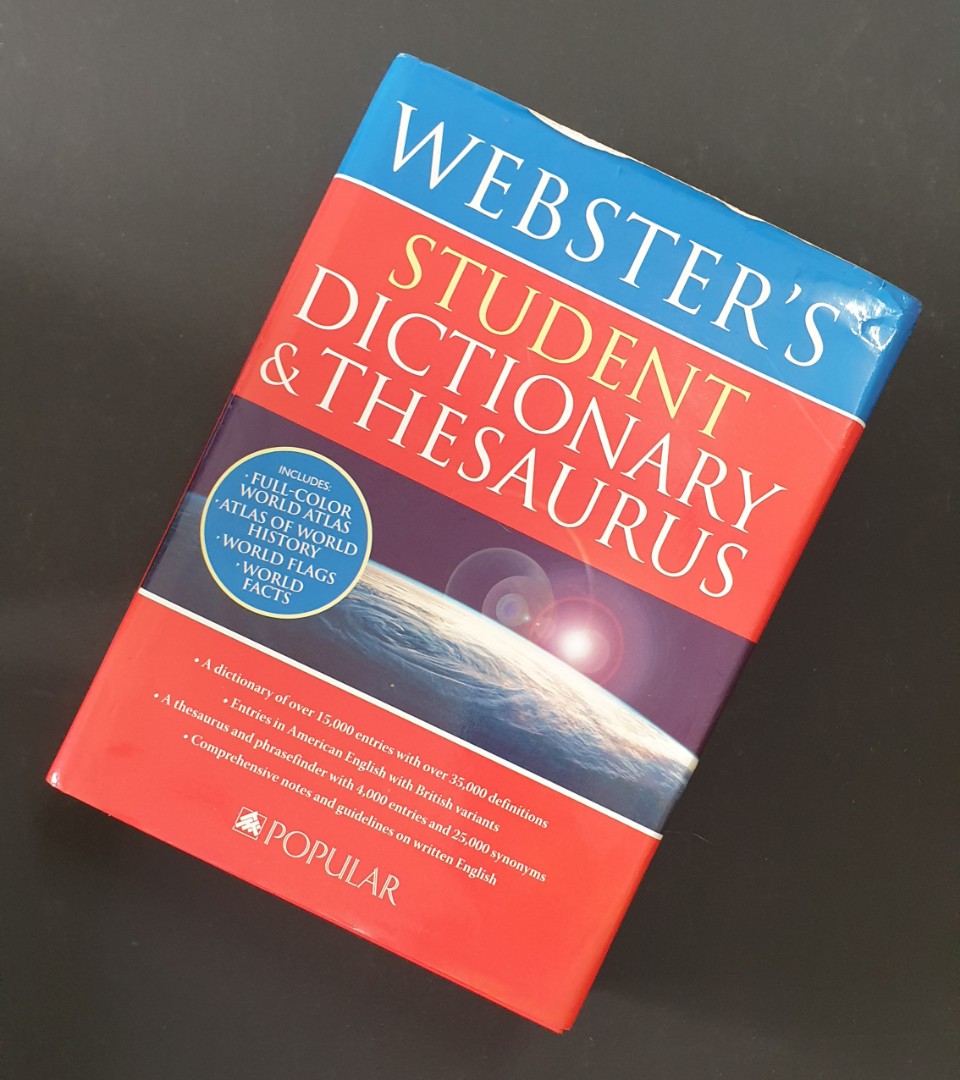 WEBSTER'S
STUDENT
DICTIONARY
& THESAURUS
INCLUDES:
· FULL-COLOR
WORLD ATLAS
· ATLAS OF WORLD
HISTORY
· WORLD FLAGS
· WORLD
FACTS
• A dictionary of over 15,000 entries with over 35,000 definitions
• Entries in American English with British variants
• A thesaurus and phrasefinder with 4,000 entries and 25,000 synonyms
• Comprehensive notes and guidelines on written English
POPULAR